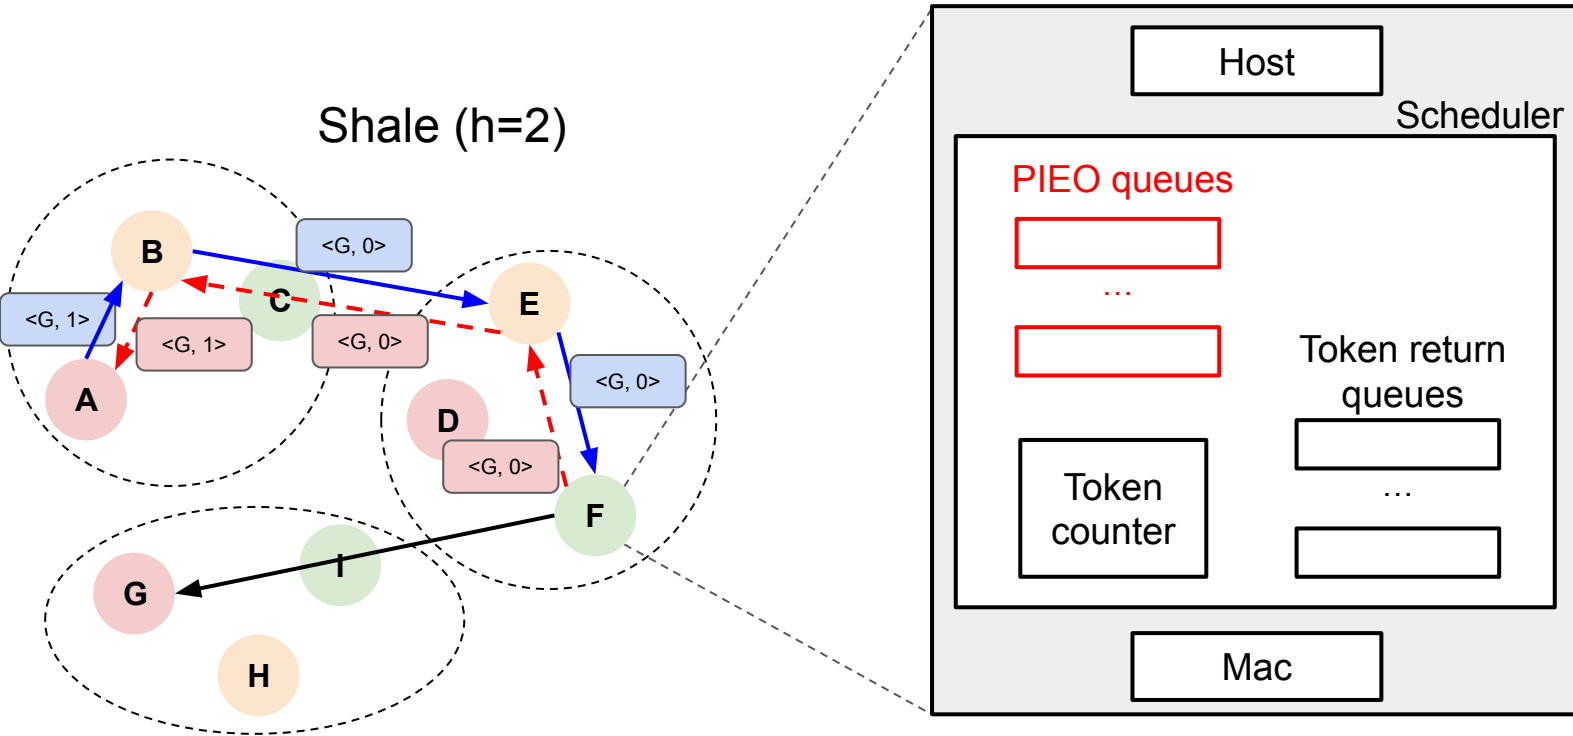 Shale (h=2)
B
<G, 0>
C
<G, 1>
<G, 1>
<G, 0>
A
E
<G, 0>
D
<G, 0>
F
I
G
H
Host
Scheduler
PIEO queues
...
Token return
queues
...
Token
counter
Mac